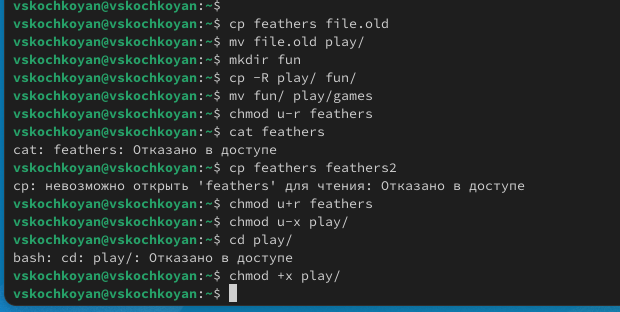 vskochkoyan@vskochkoyan:~$
vskochkoyan@vskochkoyan:~$ cp feathers file.old
vskochkoyan@vskochkoyan:~$ mv file.old play/
vskochkoyan@vskochkoyan:~$ mkdir fun
vskochkoyan@vskochkoyan:~$ cp -R play/ fun/
vskochkoyan@vskochkoyan:~$ mv fun/ play/games
vskochkoyan@vskochkoyan:~$ chmod u-r feathers
vskochkoyan@vskochkoyan:~$ cat feathers
cat: feathers: Отказано в доступе
vskochkoyan@vskochkoyan:~$ cp feathers feathers2
cp: невозможно открыть 'feathers' для чтения: Отказано в доступе
vskochkoyan@vskochkoyan:~$ chmod u+r feathers
vskochkoyan@vskochkoyan:~$ chmod u-x play/
vskochkoyan@vskochkoyan:~$ cd play/
bash: cd: play/: Отказано в доступе
vskochkoyan@vskochkoyan:~$ chmod +x play/
vskochkoyan@vskochkoyan:~$